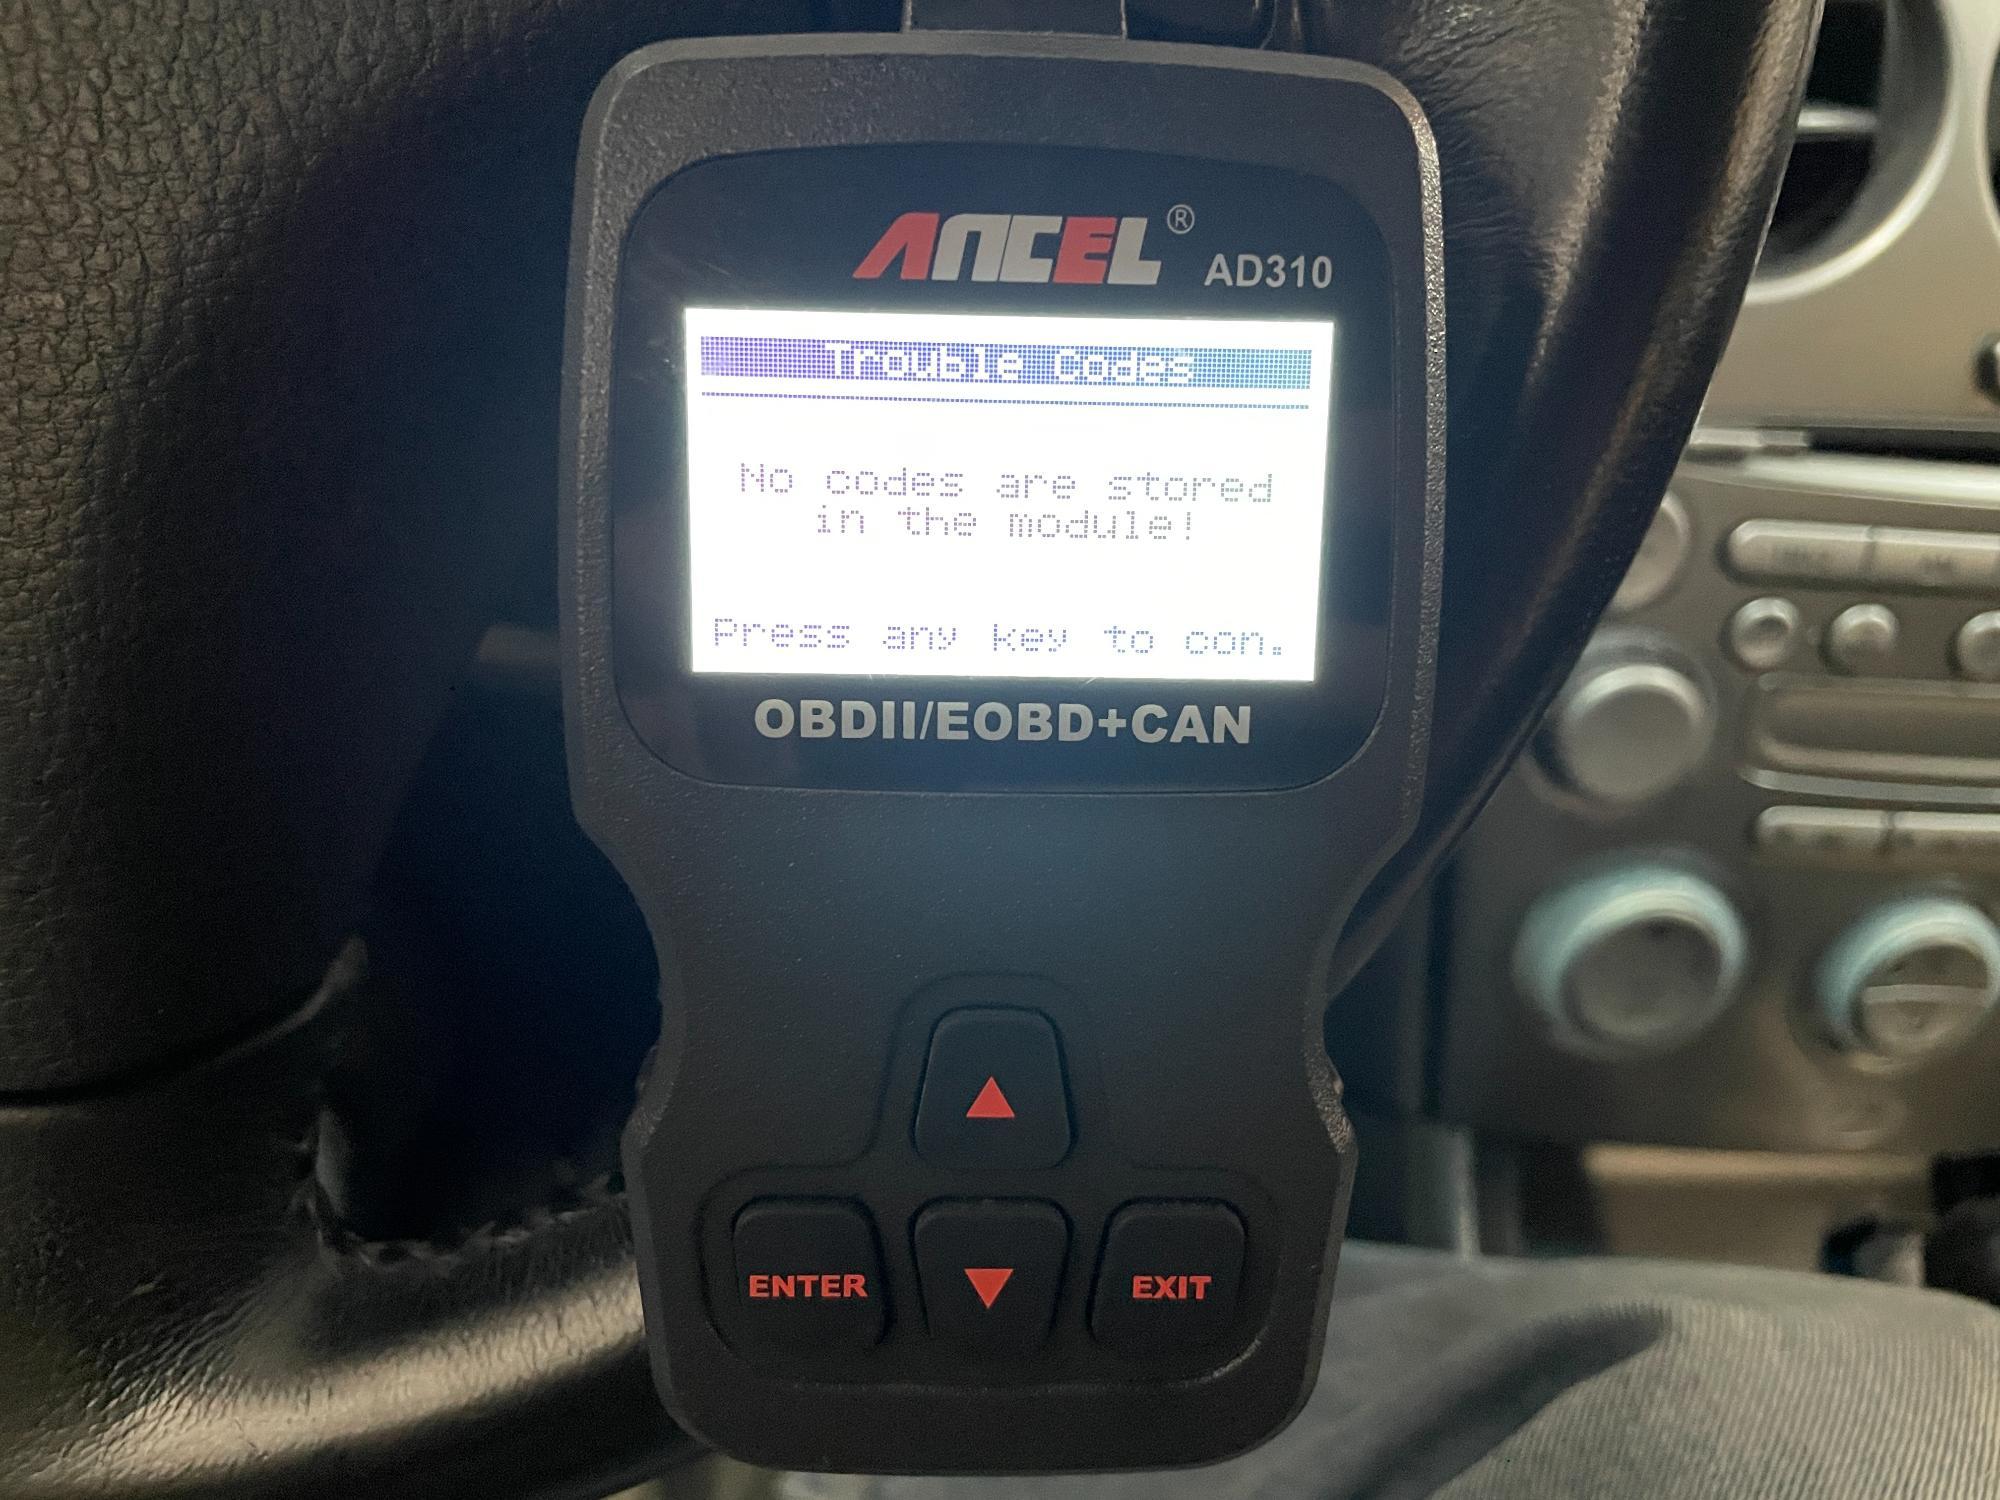 ANCEL® AD310
Trouble Codes
No codes are stored
in the module!
Press any key to con.
OBDII/EOBD+CAN
ENTER
EXIT